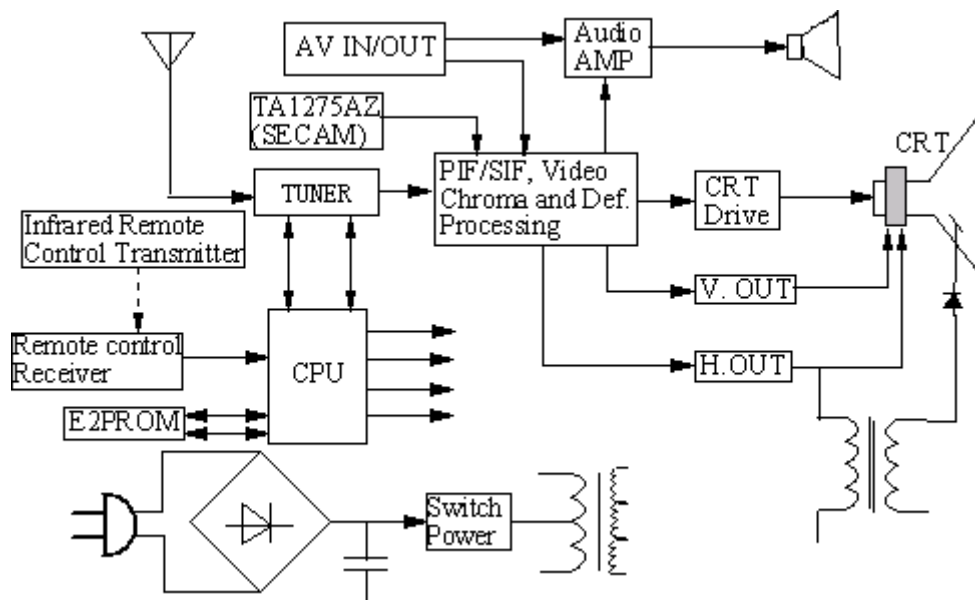 AV IN/OUT
Audio
AMP
TA1275AZ
(SECAM)
CRT
PIF/SIF, Video
Chroma and Def.
Processing
TUNER
CRT
Drive
Infrared Remote
Control Transmitter
V. OUT
Remote control
Receiver
CPU
H.OUT
E2PROM
Switch
Power